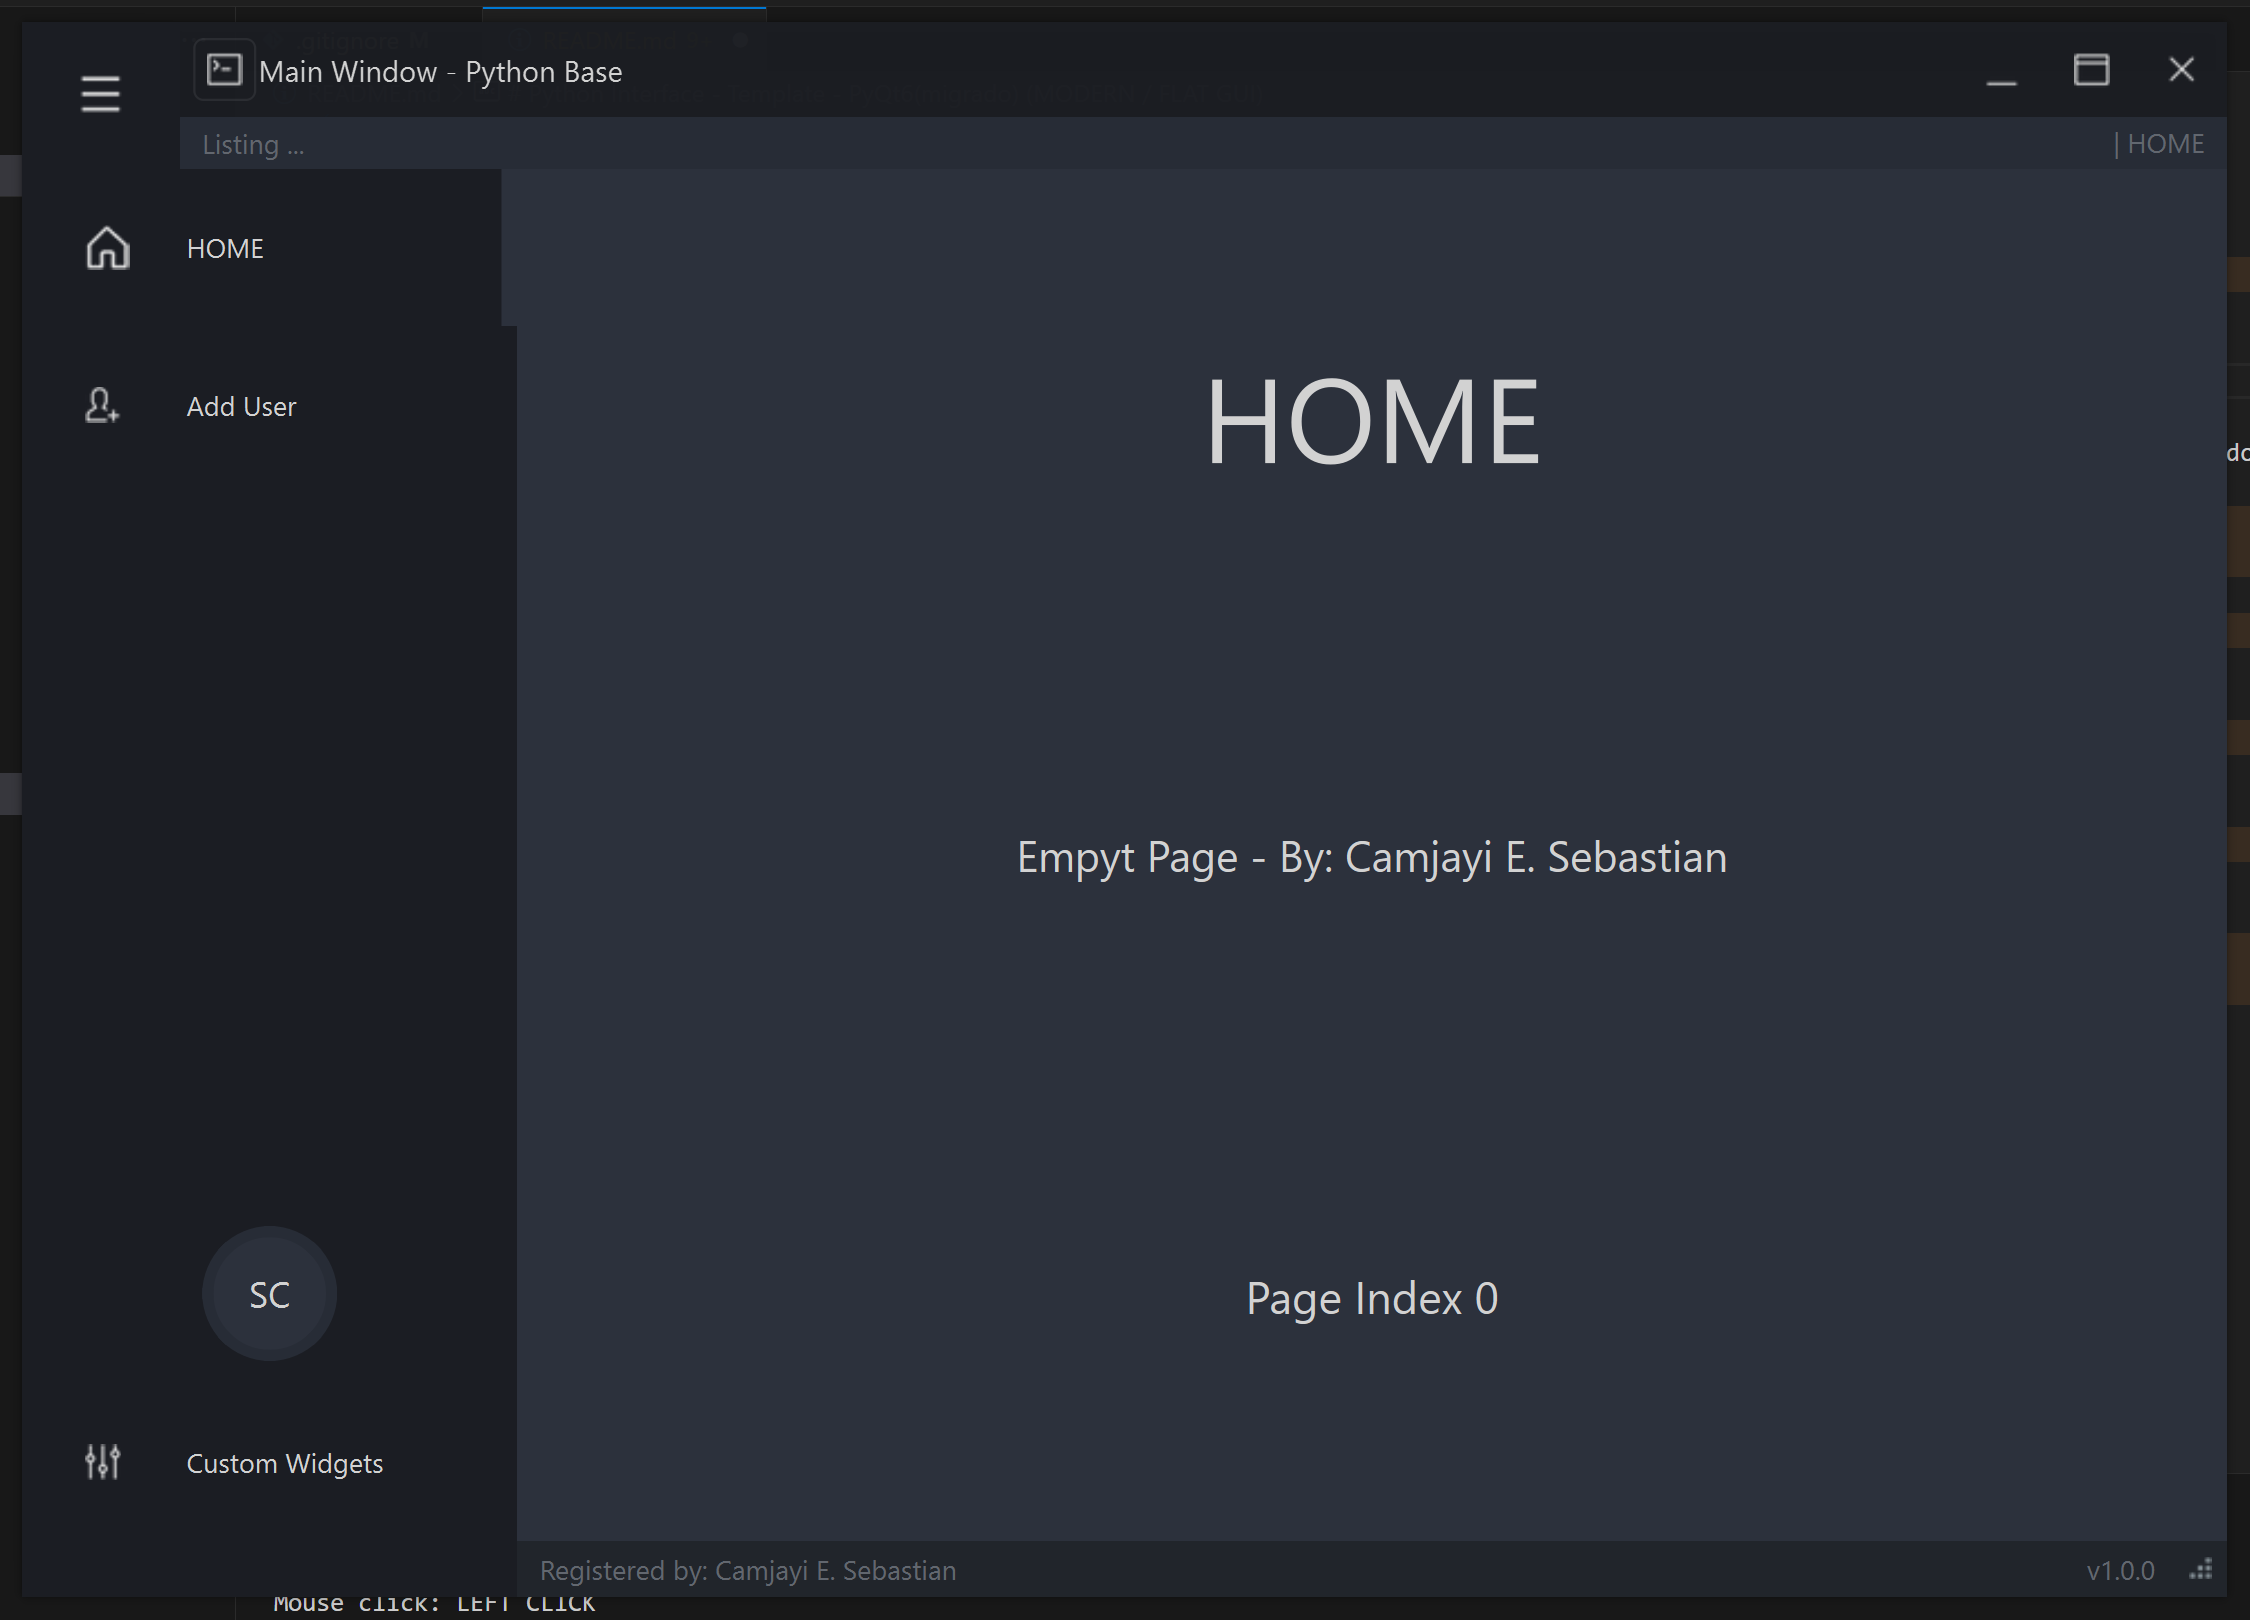 Main Window - Python Base
Listing ...
| HOME
HOME
Add User
HOME
Empyt Page - By: Camjayi E. Sebastian
Page Index 0
SC
Custom Widgets
Registered by: Camjayi E. Sebastian
v1.0.0
Mouse click: LEFT CLICK